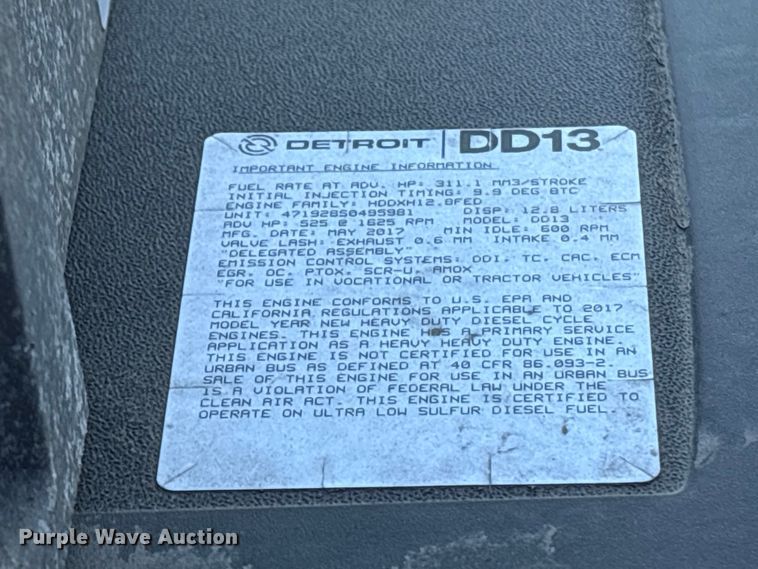 DETROIT DD13
IMPORTANT ENGINE INFORMATION
FUEL RATE AT ADV. HP: 311.1 MM3/STROKE
INITIAL INJECTION TIMING: 9.9 DEG BTC
ENGINE FAMILY: HDDXH12.8FED
UNIT: 471928S0495981 DISP: 12.8 LITERS
ADV HP: 525 @ 1625 RPM MODEL: DD13
MFG. DATE: MAY 2017 MIN IDLE: 600 RPM
VALVE LASH: EXHAUST 0.6 MM INTAKE 0.4 MM
"DELEGATED ASSEMBLY"
EMISSION CONTROL SYSTEMS: DDI, TC, CAC, ECM
EGR, OC, PTOX, SCR-U, AMOX
"FOR USE IN VOCATIONAL OR TRACTOR VEHICLES"
THIS ENGINE CONFORMS TO U.S. EPA AND
CALIFORNIA REGULATIONS APPLICABLE TO 2017
MODEL YEAR NEW HEAVY DUTY DIESEL CYCLE
ENGINES. THIS ENGINE HAS A PRIMARY SERVICE
APPLICATION AS A HEAVY HEAVY DUTY ENGINE.
THIS ENGINE IS NOT CERTIFIED FOR USE IN AN
URBAN BUS AS DEFINED AT 40 CFR 86.093-2.
SALE OF THIS ENGINE FOR USE IN AN URBAN BUS
IS A VIOLATION OF FEDERAL LAW UNDER THE
CLEAN AIR ACT. THIS ENGINE IS CERTIFIED TO
OPERATE ON ULTRA LOW SULFUR DIESEL FUEL.
Purple Wave Auction